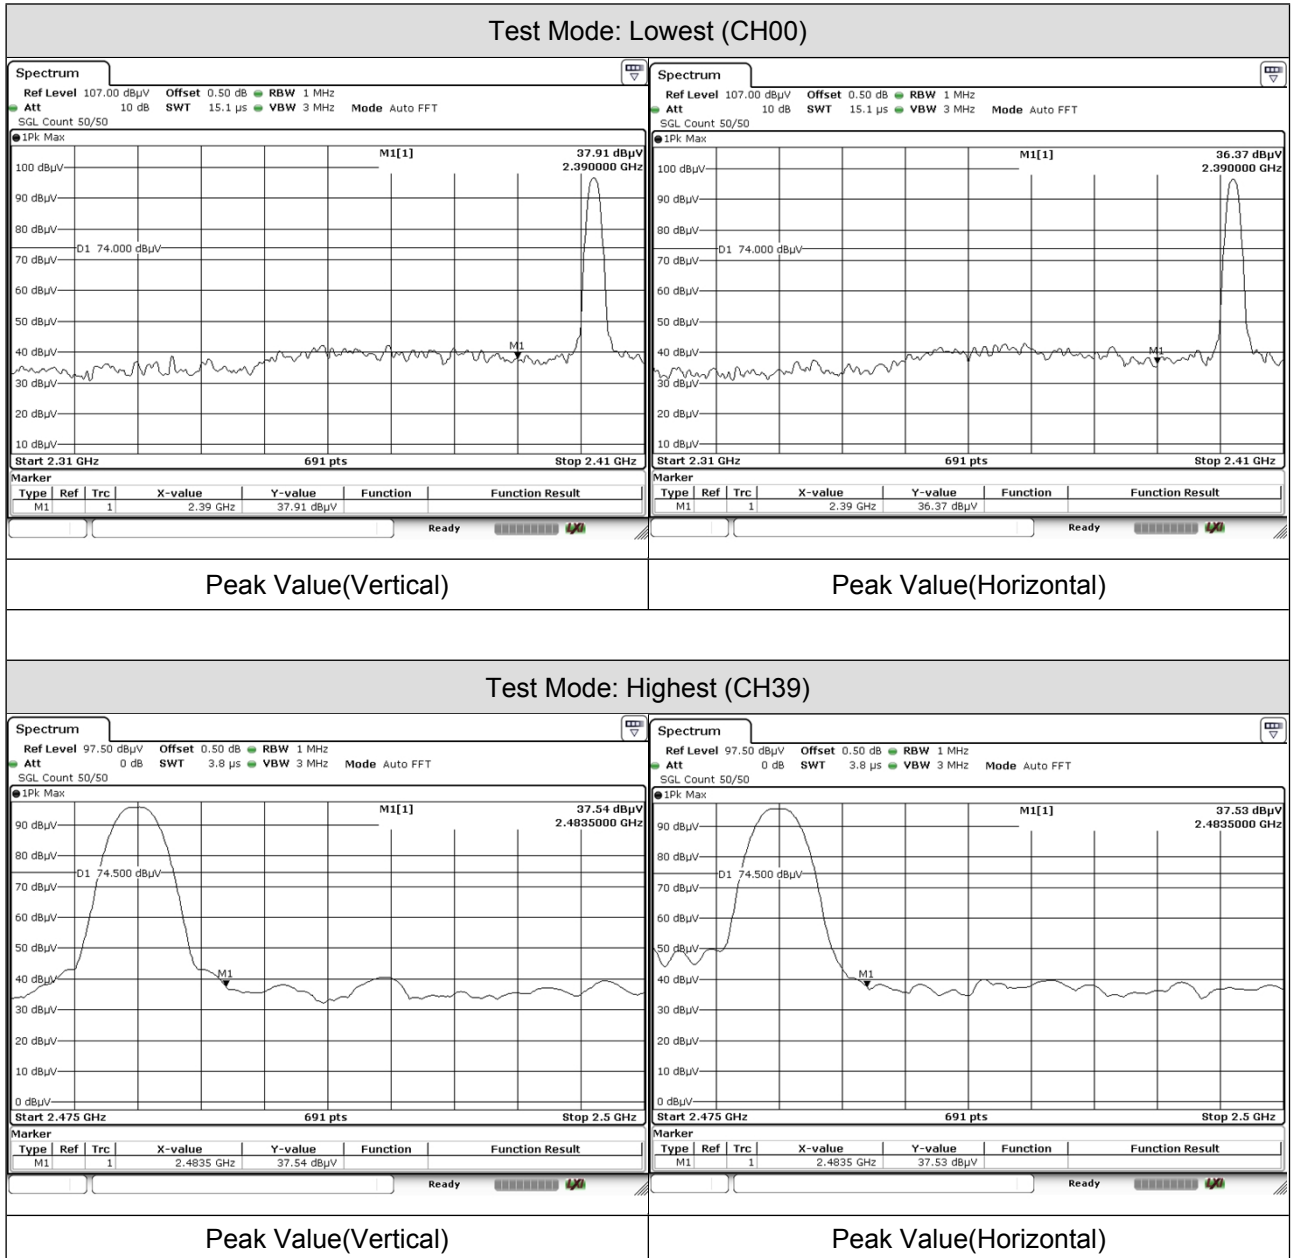 Test Mode: Lowest (CH00)
Spectrum
Ref Level 107.00 dBµV Offset 0.50 dB RBW 1 MHz
Att 10 dB SWT 15.1 µs VBW 3 MHz Mode Auto FFT
SGL Count 50/50
1Pk Max
M1[1] 37.91 dBµV
2.390000 GHz
100 dBµV
90 dBµV
80 dBµV
D1 74.000 dBµV
70 dBµV
60 dBµV
50 dBµV
40 dBµV
M1
30 dBµV
20 dBµV
10 dBµV
Start 2.31 GHz 691 pts Stop 2.41 GHz
Marker
Type Ref Trc X-value Y-value Function Function Result
M1 1 2.39 GHz 37.91 dBµV
Ready
Peak Value(Vertical)
Spectrum
Ref Level 107.00 dBµV Offset 0.50 dB RBW 1 MHz
Att 10 dB SWT 15.1 µs VBW 3 MHz Mode Auto FFT
SGL Count 50/50
1Pk Max
M1[1] 36.37 dBµV
2.390000 GHz
100 dBµV
90 dBµV
80 dBµV
D1 74.000 dBµV
70 dBµV
60 dBµV
50 dBµV
40 dBµV
M1
30 dBµV
20 dBµV
10 dBµV
Start 2.31 GHz 691 pts Stop 2.41 GHz
Marker
Type Ref Trc X-value Y-value Function Function Result
M1 1 2.39 GHz 36.37 dBµV
Ready
Peak Value(Horizontal)
Test Mode: Highest (CH39)
Spectrum
Ref Level 97.50 dBµV Offset 0.50 dB RBW 1 MHz
Att 0 dB SWT 3.8 µs VBW 3 MHz Mode Auto FFT
SGL Count 50/50
1Pk Max
M1[1] 37.54 dBµV
2.4835000 GHz
90 dBµV
80 dBµV
D1 74.500 dBµV
70 dBµV
60 dBµV
50 dBµV
40 dBµV
M1
30 dBµV
20 dBµV
10 dBµV
0 dBµV
Start 2.475 GHz 691 pts Stop 2.5 GHz
Marker
Type Ref Trc X-value Y-value Function Function Result
M1 1 2.4835 GHz 37.54 dBµV
Ready
Peak Value(Vertical)
Spectrum
Ref Level 97.50 dBµV Offset 0.50 dB RBW 1 MHz
Att 0 dB SWT 3.8 µs VBW 3 MHz Mode Auto FFT
SGL Count 50/50
1Pk Max
M1[1] 37.53 dBµV
2.4835000 GHz
90 dBµV
80 dBµV
D1 74.500 dBµV
70 dBµV
60 dBµV
50 dBµV
40 dBµV
M1
30 dBµV
20 dBµV
10 dBµV
0 dBµV
Start 2.475 GHz 691 pts Stop 2.5 GHz
Marker
Type Ref Trc X-value Y-value Function Function Result
M1 1 2.4835 GHz 37.53 dBµV
Ready
Peak Value(Horizontal)